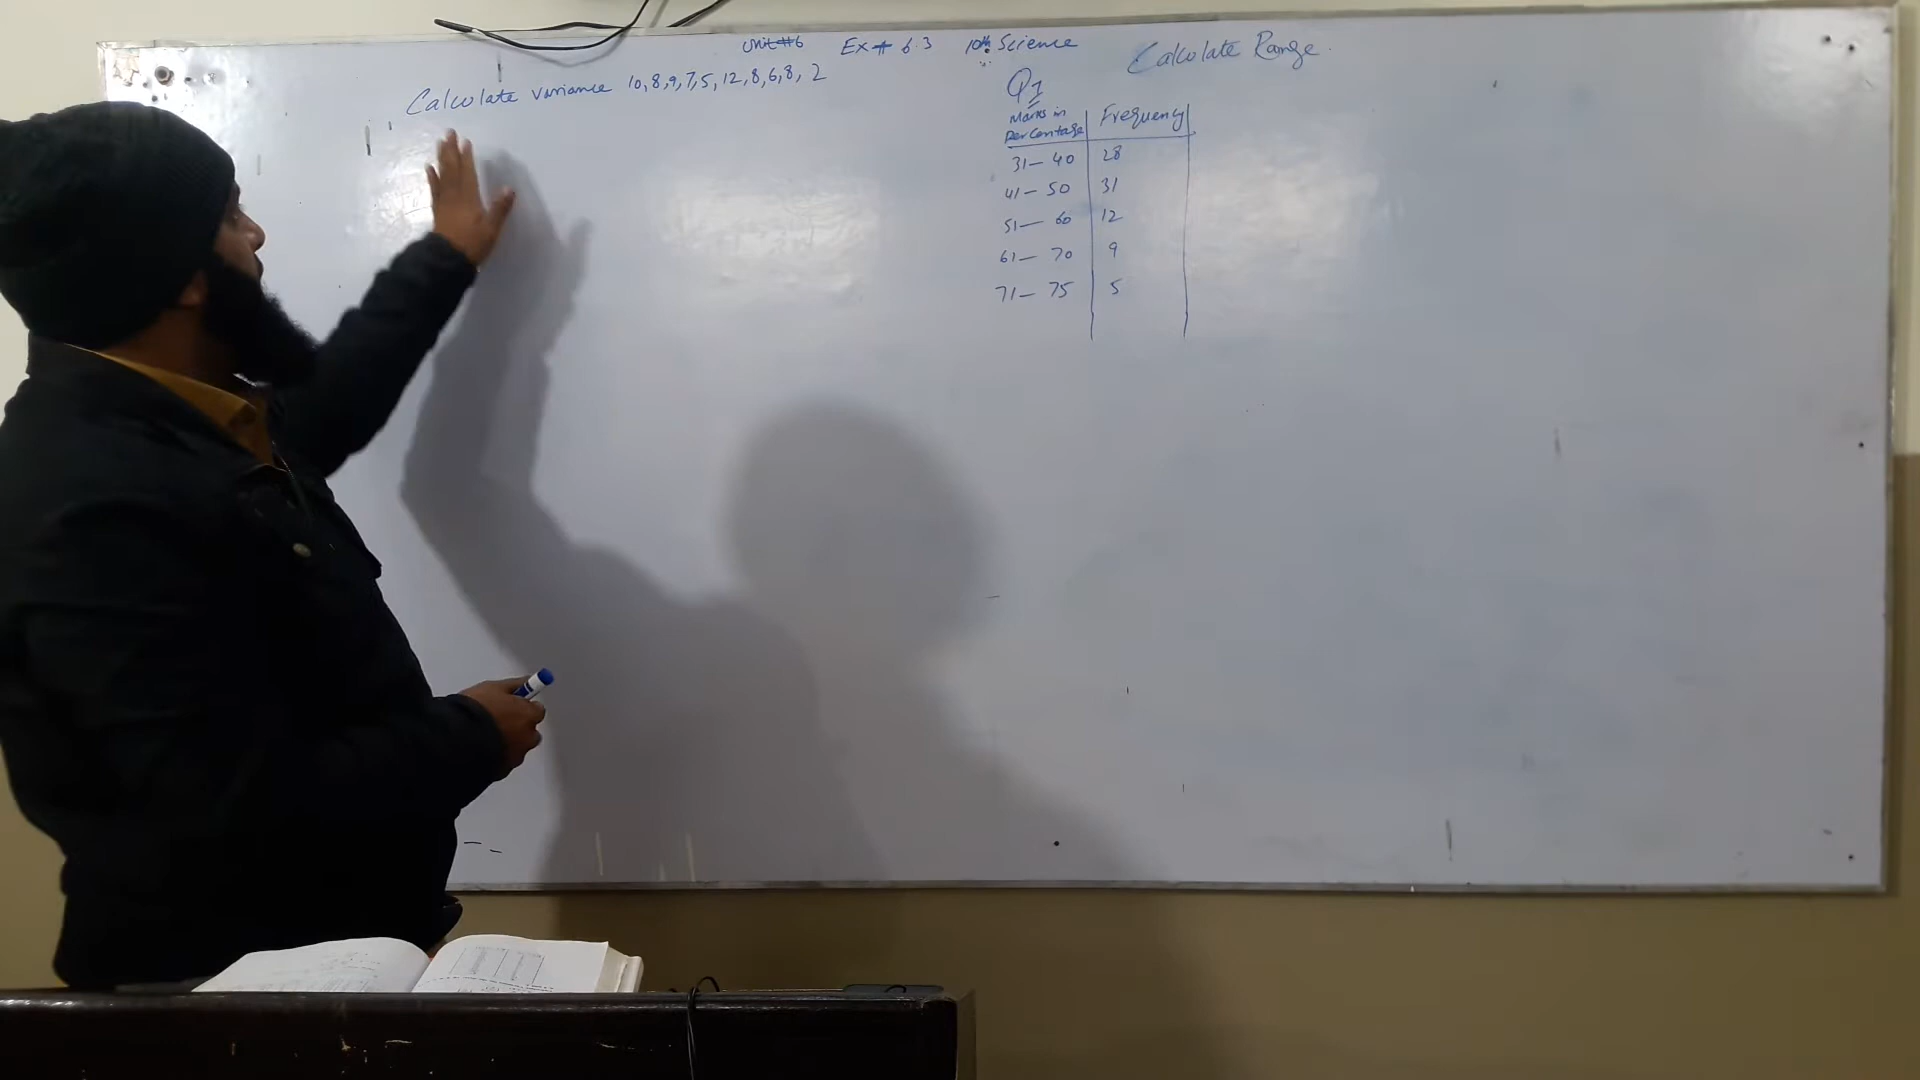 Unit#6 Ex# 6.3 10th Science
Calculate variance 10,8,9,7,5,12,8,6,8,2
Calculate Range.
Q1
Marks in percentage Frequency
31— 40 28
41— 50 31
51— 60 12
61— 70 9
71— 75 5